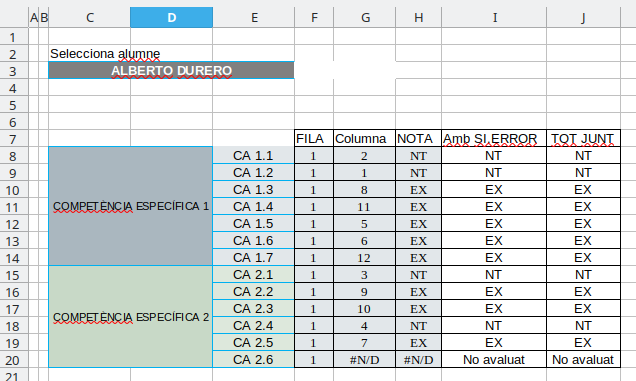 A B C D E F G H I J
1
2 Selecciona alumne
3 ALBERTO DURERO
4
5
6
7 FILA Columna NOTA Amb SI.ERROR TOT JUNT
8 CA 1.1 1 2 NT NT NT
9 CA 1.2 1 1 NT NT NT
10 CA 1.3 1 8 EX EX EX
11 COMPETÈNCIA ESPECÍFICA 1 CA 1.4 1 11 EX EX EX
12 CA 1.5 1 5 EX EX EX
13 CA 1.6 1 6 EX EX EX
14 CA 1.7 1 12 EX EX EX
15 CA 2.1 1 3 NT NT NT
16 CA 2.2 1 9 EX EX EX
17 COMPETÈNCIA ESPECÍFICA 2 CA 2.3 1 10 EX EX EX
18 CA 2.4 1 4 NT NT NT
19 CA 2.5 1 7 EX EX EX
20 CA 2.6 1 #N/D #N/D No avaluat No avaluat
21